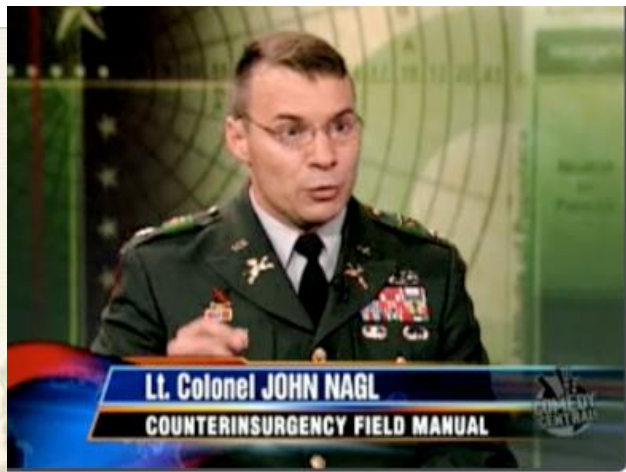 Lt. Colonel JOHN NAGL
COUNTERINSURGENCY FIELD MANUAL
COMEDY
CENTRAL